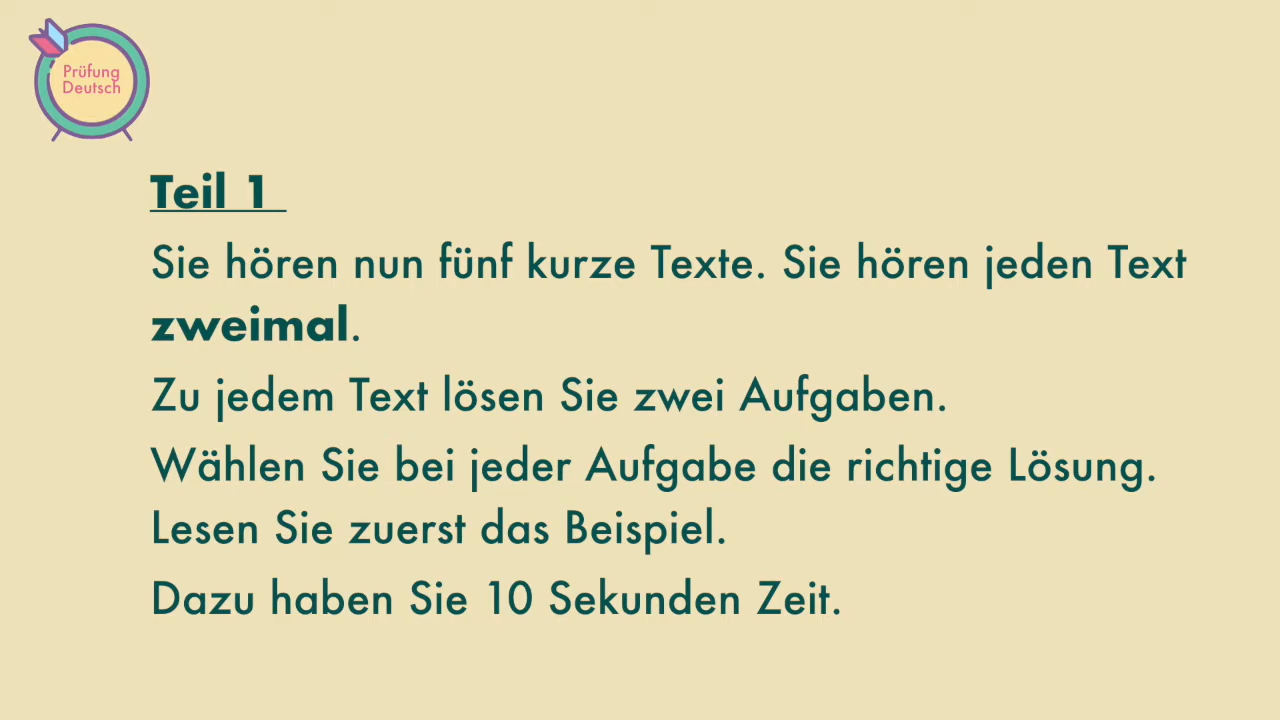 Prüfung
Deutsch
Teil 1
Sie hören nun fünf kurze Texte. Sie hören jeden Text
zweimal.
Zu jedem Text lösen Sie zwei Aufgaben.
Wählen Sie bei jeder Aufgabe die richtige Lösung.
Lesen Sie zuerst das Beispiel.
Dazu haben Sie 10 Sekunden Zeit.